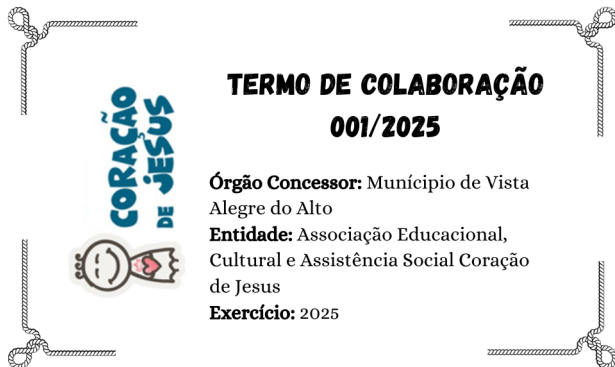 CORAÇÃO
DE JESUS
TERMO DE COLABORAÇÃO
001/2025
Órgão Concessor: Munícipio de Vista
Alegre do Alto
Entidade: Associação Educacional,
Cultural e Assistência Social Coração
de Jesus
Exercício: 2025